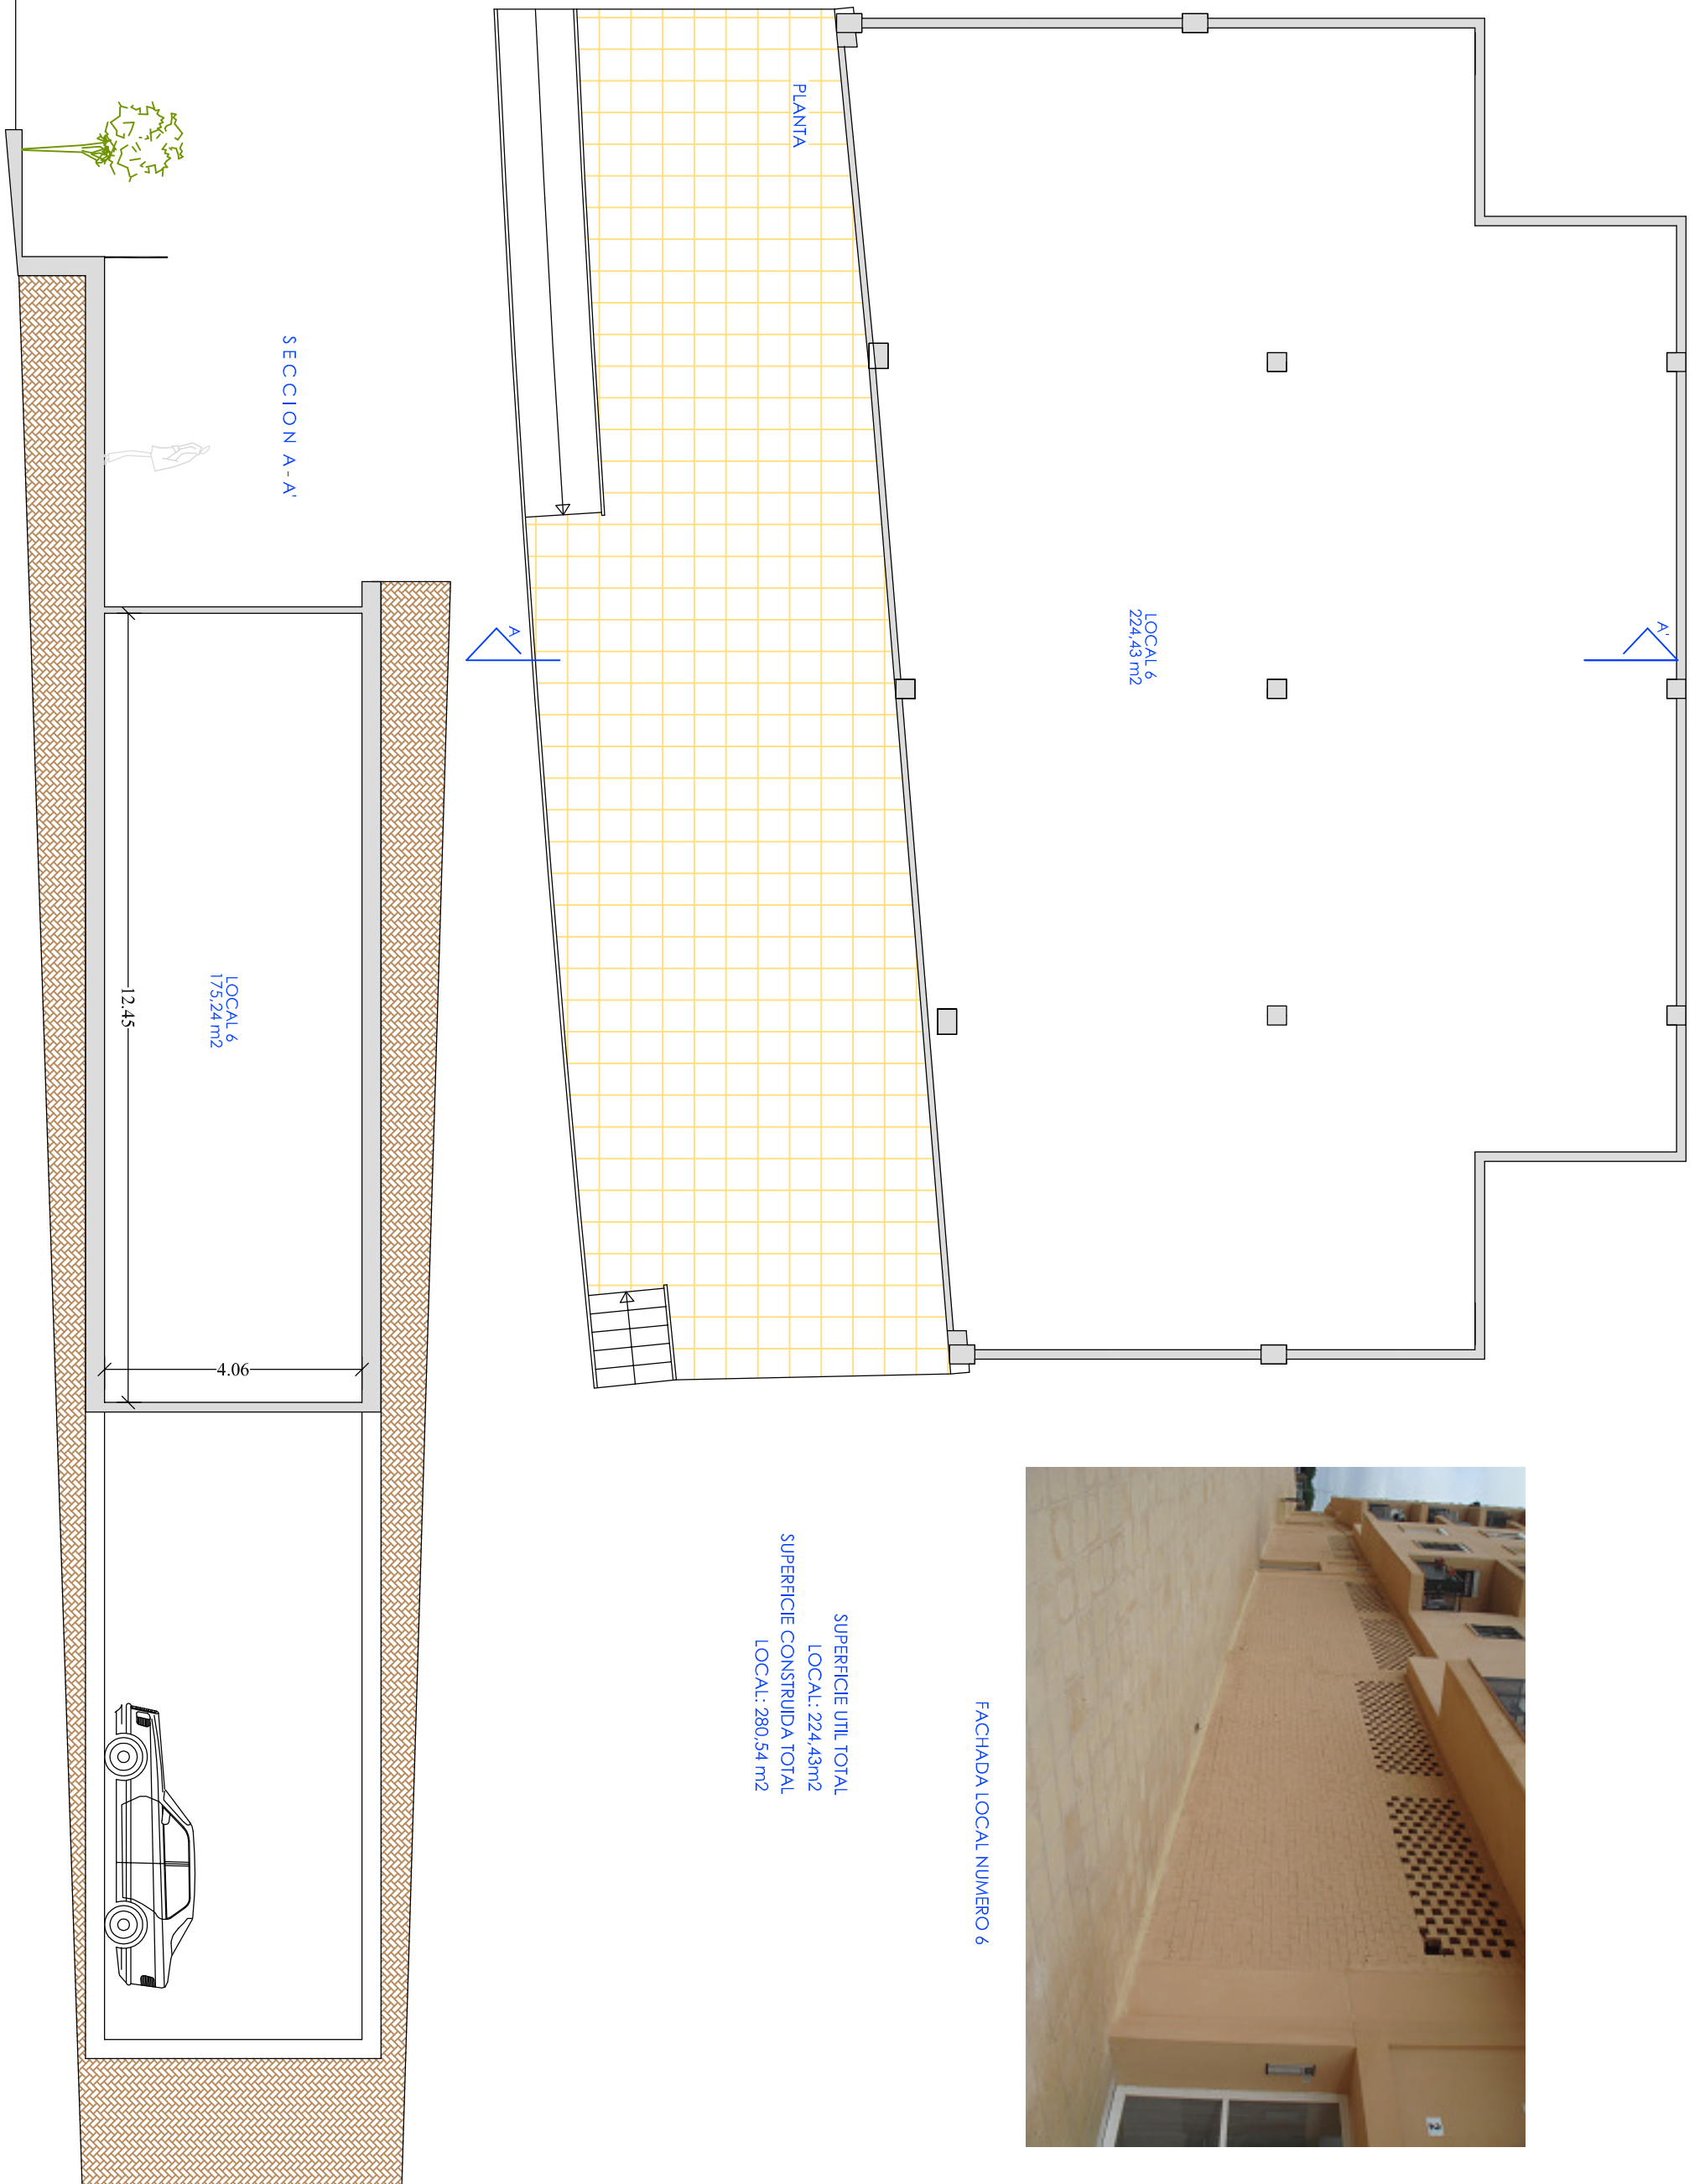 PLANTA
A'
LOCAL 6
224,43 m2
A
FACHADA LOCAL NUMERO 6
SUPERFICIE UTIL TOTAL
LOCAL: 224,43m2
SUPERFICIE CONSTRUIDA TOTAL
LOCAL: 280,54 m2
SECCION A-A'
LOCAL 6
175,24 m2
12.45
4.06
2